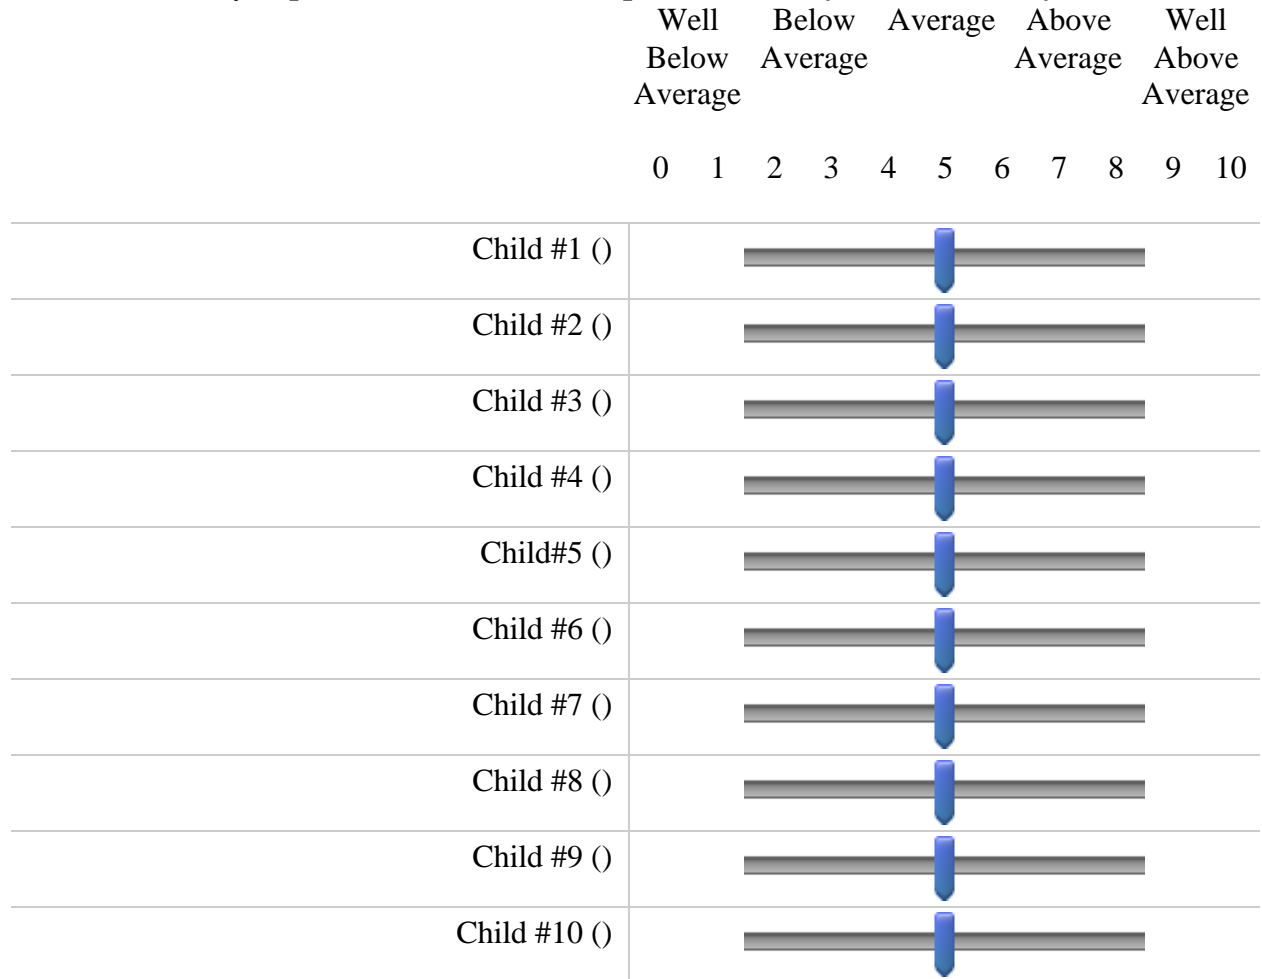 Well Below Average Above Well
Below Average Average Above
Average Average
0 1 2 3 4 5 6 7 8 9 10
Child #1 ()
Child #2 ()
Child #3 ()
Child #4 ()
Child#5 ()
Child #6 ()
Child #7 ()
Child #8 ()
Child #9 ()
Child #10 ()